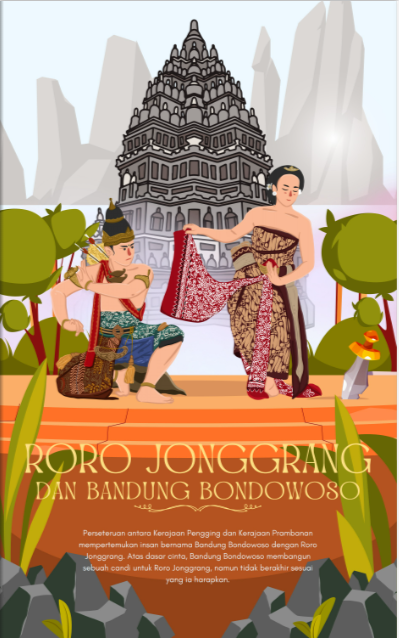 RORO JONGGRANG
DAN BANDUNG BONDOWOSO
Perseteruan antara Kerajaan Pengging dan Kerajaan Prambanan
mempertemukan insan bernama Bandung Bondowoso dengan Roro
Jonggrang. Atas dasar cinta, Bandung Bondowoso membangun
sebuah candi untuk Roro Jonggrang, namun tidak berakhir sesuai
yang ia harapkan.